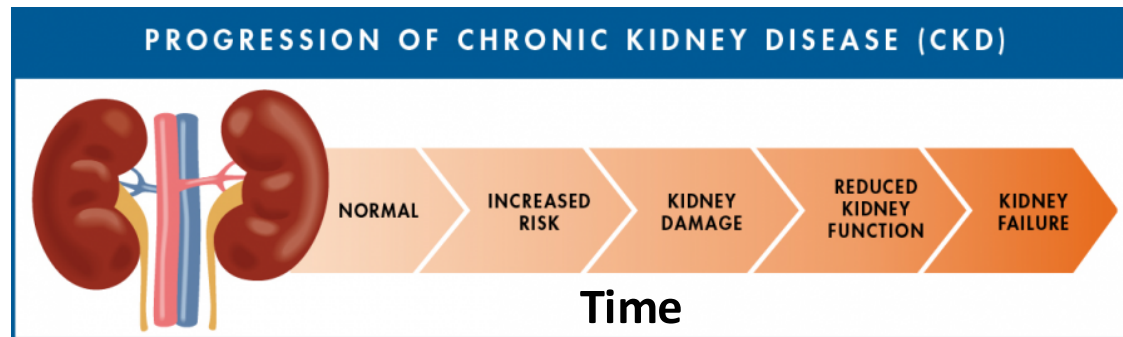 PROGRESSION OF CHRONIC KIDNEY DISEASE (CKD)
NORMAL
INCREASED
RISK
KIDNEY
DAMAGE
REDUCED
KIDNEY
FUNCTION
KIDNEY
FAILURE
Time